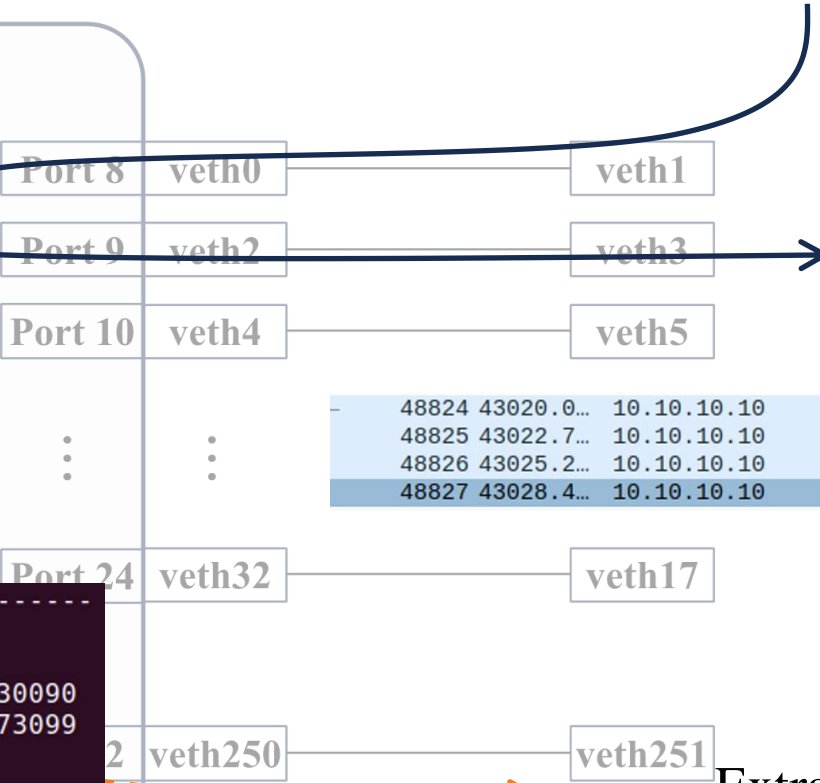 Port 8 veth0 veth1
Port 9 veth2 veth3
Port 10 veth4 veth5
48824 43020.0… 10.10.10.10
48825 43022.7… 10.10.10.10
48826 43025.2… 10.10.10.10
48827 43028.4… 10.10.10.10
Port 24 veth32 veth17
------
30090
73099
2 veth250 veth251